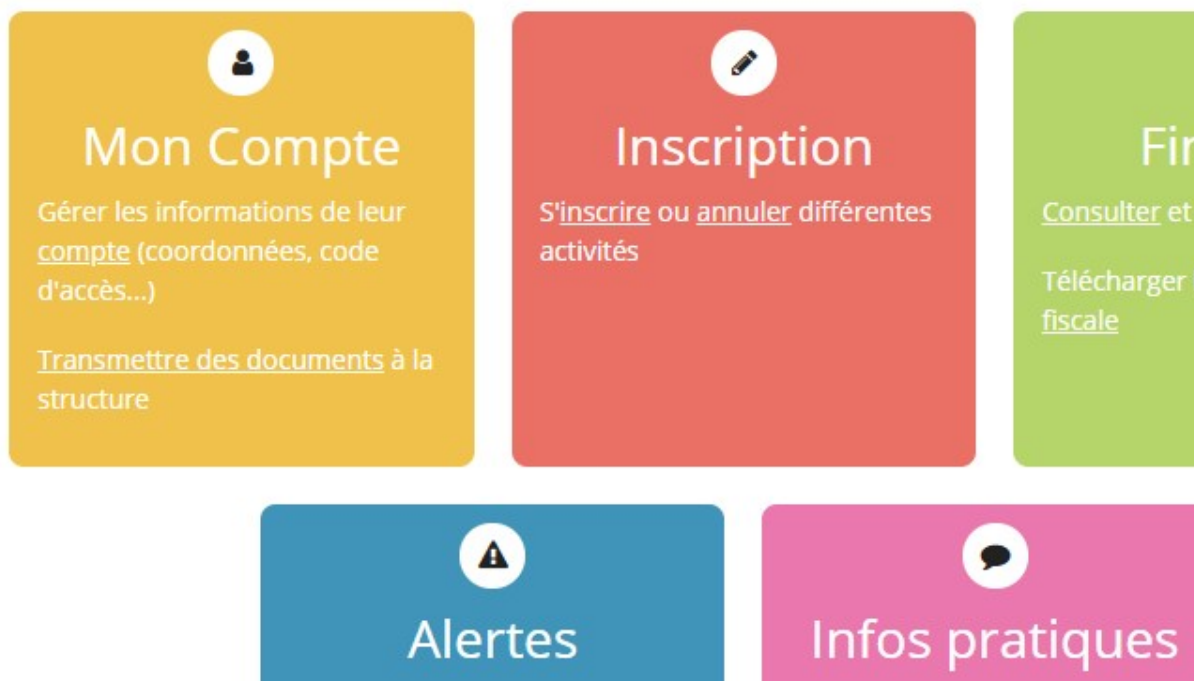 Mon Compte
Gérer les informations de leur
compte (coordonnées, code
d'accès...)
Transmettre des documents à la
structure
Inscription
S'inscrire ou annuler différentes
activités
Consulter et
Télécharger
fiscale
Alertes
Infos pratiques